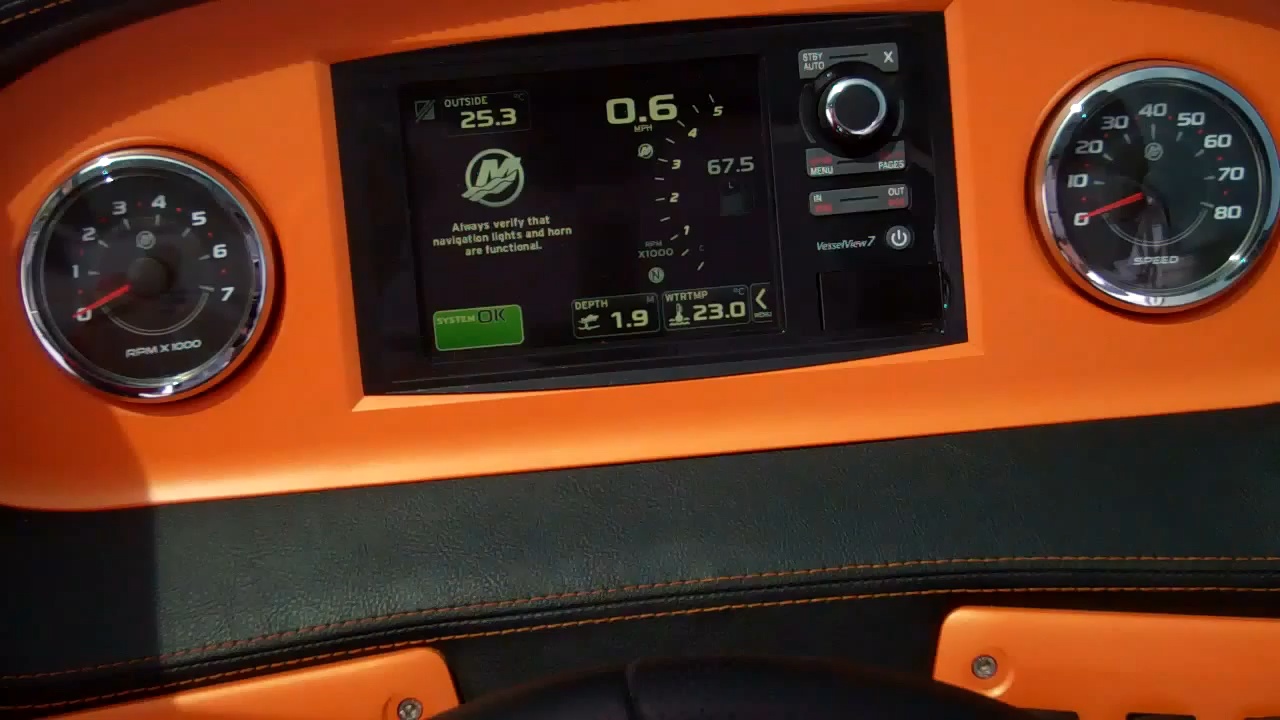 OUTSIDE °C
25.3
Always verify that
navigation lights and horn
are functional.
SYSTEM OK
0.6
MPH
5
4
3
2
1
RPM
X1000
N
67.5
DEPTH M
1.9
WTRTMP °C
23.0
MENU
STBY
AUTO
X
MENU
PAGES
IN
OUT
VesselView 7
0
1
2
3
4
5
6
7
RPM X 1000
0
10
20
30
40
50
60
70
80
SPEED